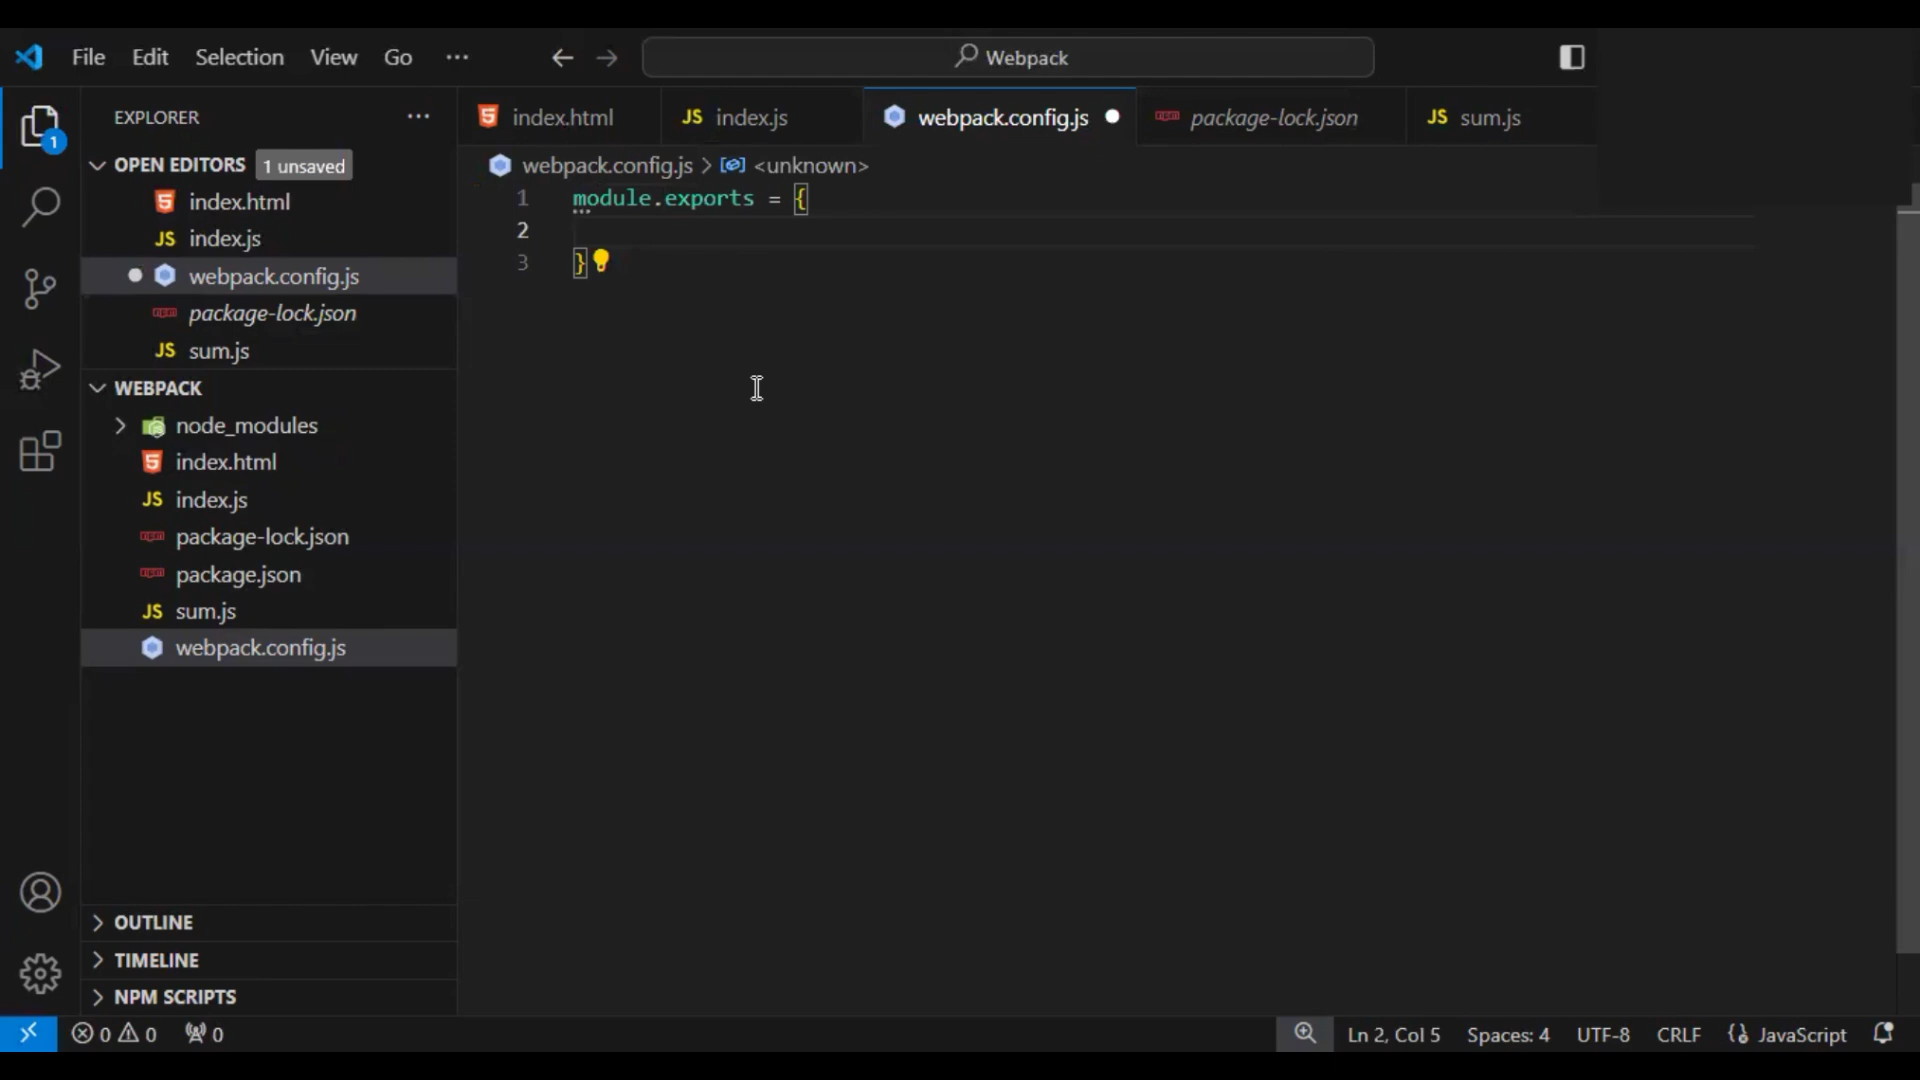 File Edit Selection View Go ··· Webpack
EXPLORER ···
OPEN EDITORS 1 unsaved
index.html
JS index.js
webpack.config.js
package-lock.json
JS sum.js
WEBPACK
node_modules
index.html
JS index.js
package-lock.json
package.json
JS sum.js
webpack.config.js
OUTLINE
TIMELINE
NPM SCRIPTS
1
index.html JS index.js webpack.config.js package-lock.json JS sum.js
webpack.config.js > <unknown>
1 module.exports = {
2
3 }
0 0 0 Ln 2, Col 5 Spaces: 4 UTF-8 CRLF JavaScript